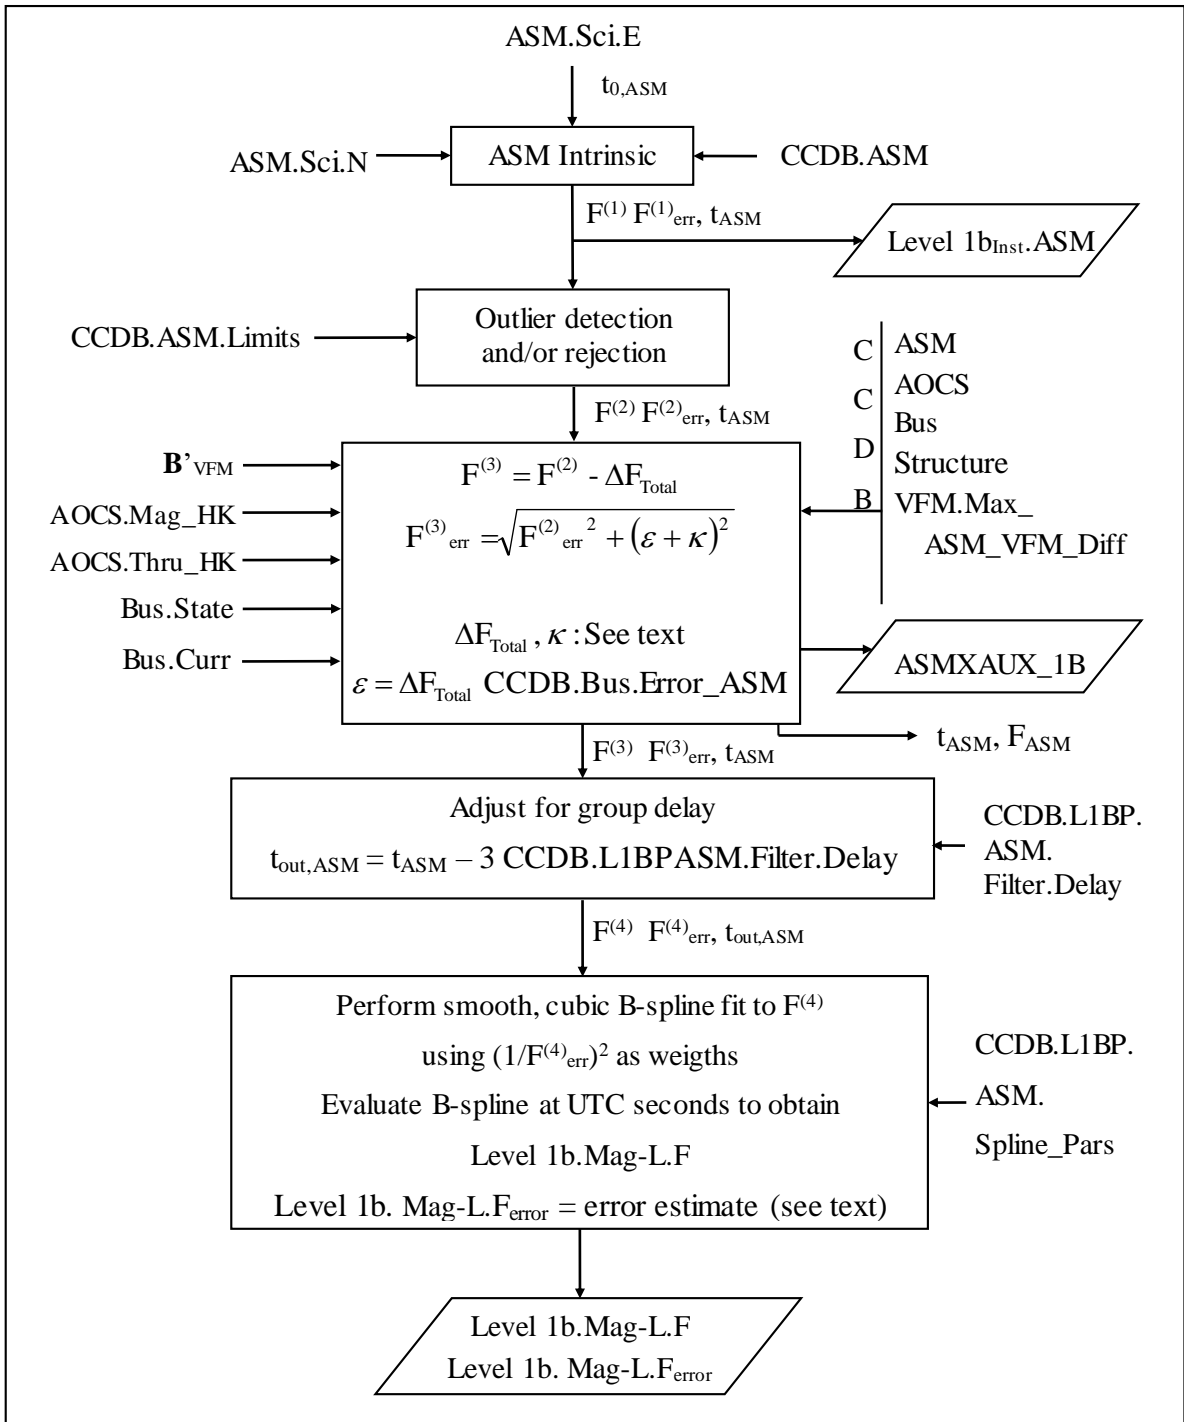 ASM.Sci.E
t0,ASM
ASM.Sci.N
ASM Intrinsic
CCDB.ASM
F(1) F(1)err, tASM
Level 1bInst.ASM
CCDB.ASM.Limits
Outlier detection
and/or rejection
F(2) F(2)err, tASM
C
C
D
B
ASM
AOCS
Bus
Structure
VFM.Max_
ASM_VFM_Diff
B’VFM
AOCS.Mag_HK
AOCS.Thru_HK
Bus.State
Bus.Curr
F(3) = F(2) - ΔFTotal
F(3)err = √F(2)err2 + (ε + κ)2
ΔFTotal , κ : See text
ε = ΔFTotal CCDB.Bus.Error_ASM
ASMXAUX_1B
tASM, FASM
F(3) F(3)err, tASM
Adjust for group delay
tout,ASM = tASM – 3 CCDB.L1BPASM.Filter.Delay
CCDB.L1BP.
ASM.
Filter.Delay
F(4) F(4)err, tout,ASM
Perform smooth, cubic B-spline fit to F(4)
using (1/F(4)err)2 as weigths
Evaluate B-spline at UTC seconds to obtain
Level 1b.Mag-L.F
Level 1b. Mag-L.Ferror = error estimate (see text)
CCDB.L1BP.
ASM.
Spline_Pars
Level 1b.Mag-L.F
Level 1b. Mag-L.Ferror